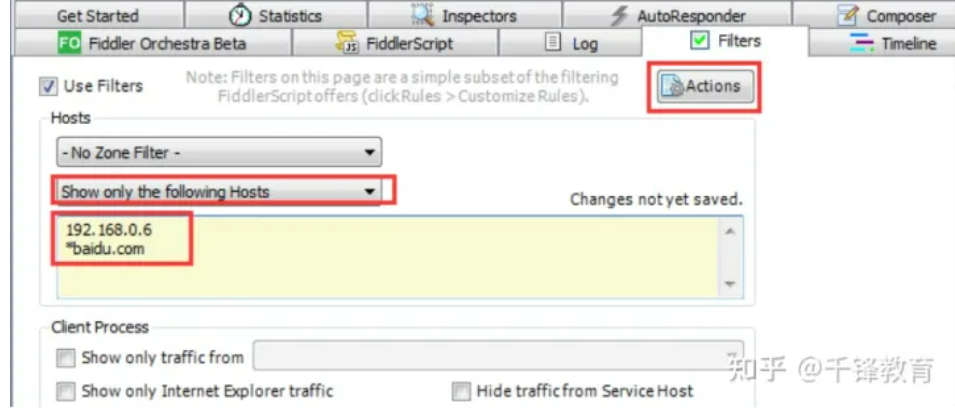 Get Started
Statistics
Inspectors
AutoResponder
Composer
FO Fiddler Orchestra Beta
JS FiddlerScript
Log
Filters
Timeline
Use Filters
Note: Filters on this page are a simple subset of the filtering
FiddlerScript offers (click Rules > Customize Rules).
Actions
Hosts
- No Zone Filter -
Show only the following Hosts
Changes not yet saved.
192.168.0.6
*baidu.com
Client Process
Show only traffic from
Show only Internet Explorer traffic
Hide traffic from Service Host
知乎 @千锋教育